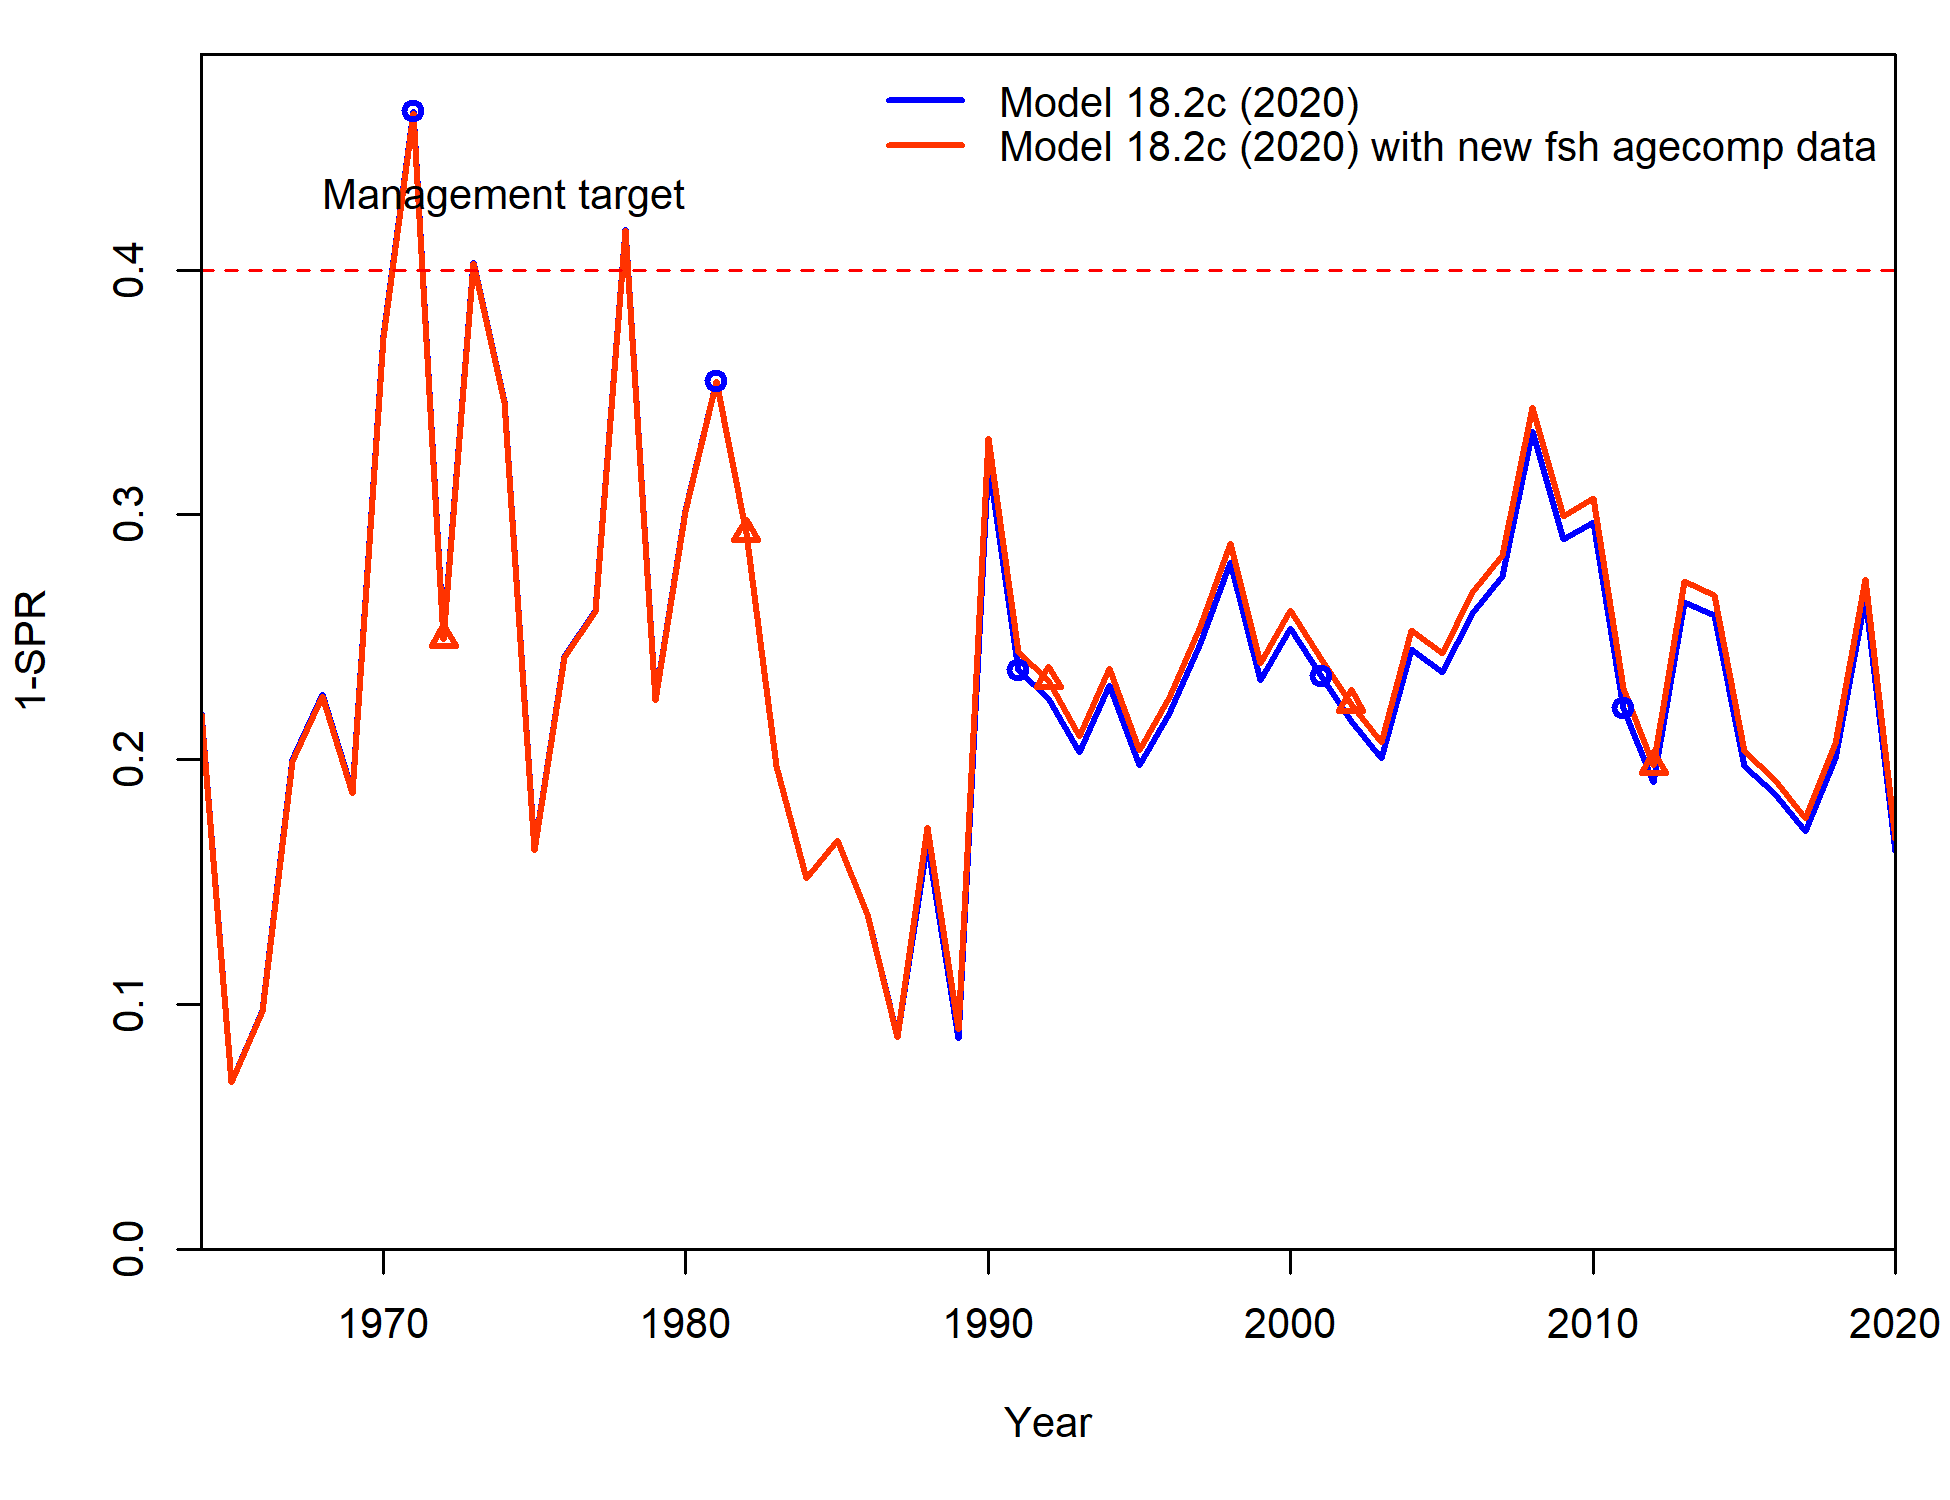 Model 18.2c (2020)
Model 18.2c (2020) with new fsh agecomp data
Management target
0.4
0.3
0.2
0.1
0.0
1-SPR
1970 1980 1990 2000 2010 2020
Year